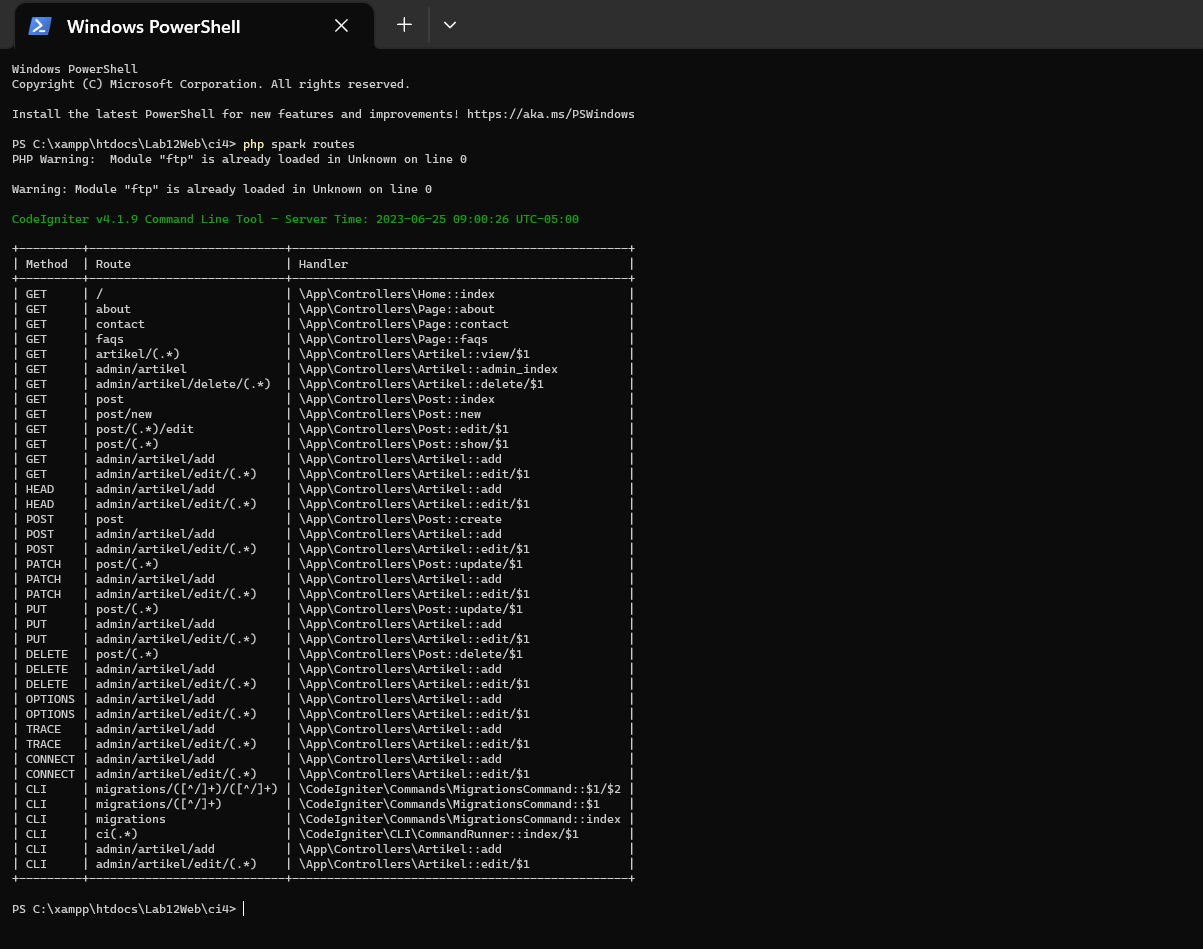 Windows PowerShell
Windows PowerShell
Copyright (C) Microsoft Corporation. All rights reserved.
Install the latest PowerShell for new features and improvements! https://aka.ms/PSWindows
PS C:\xampp\htdocs\Lab12Web\ci4> php spark routes
PHP Warning:  Module "ftp" is already loaded in Unknown on line 0
Warning: Module "ftp" is already loaded in Unknown on line 0
CodeIgniter v4.1.9 Command Line Tool - Server Time: 2023-06-25 09:00:26 UTC-05:00
+---------+----------------------------+------------------------------------------------+
| Method  | Route                      | Handler                                        |
+---------+----------------------------+------------------------------------------------+
| GET     | /                          | \App\Controllers\Home::index                   |
| GET     | about                      | \App\Controllers\Page::about                   |
| GET     | contact                    | \App\Controllers\Page::contact                 |
| GET     | faqs                       | \App\Controllers\Page::faqs                    |
| GET     | artikel/(.*)               | \App\Controllers\Artikel::view/$1              |
| GET     | admin/artikel              | \App\Controllers\Artikel::admin_index          |
| GET     | admin/artikel/delete/(.*)  | \App\Controllers\Artikel::delete/$1            |
| GET     | post                       | \App\Controllers\Post::index                   |
| GET     | post/new                   | \App\Controllers\Post::new                     |
| GET     | post/(.*)/edit             | \App\Controllers\Post::edit/$1                 |
| GET     | post/(.*)                  | \App\Controllers\Post::show/$1                 |
| GET     | admin/artikel/add          | \App\Controllers\Artikel::add                  |
| GET     | admin/artikel/edit/(.*)    | \App\Controllers\Artikel::edit/$1              |
| HEAD    | admin/artikel/add          | \App\Controllers\Artikel::add                  |
| HEAD    | admin/artikel/edit/(.*)    | \App\Controllers\Artikel::edit/$1              |
| POST    | post                       | \App\Controllers\Post::create                  |
| POST    | admin/artikel/add          | \App\Controllers\Artikel::add                  |
| POST    | admin/artikel/edit/(.*)    | \App\Controllers\Artikel::edit/$1              |
| PATCH   | post/(.*)                  | \App\Controllers\Post::update/$1               |
| PATCH   | admin/artikel/add          | \App\Controllers\Artikel::add                  |
| PATCH   | admin/artikel/edit/(.*)    | \App\Controllers\Artikel::edit/$1              |
| PUT     | post/(.*)                  | \App\Controllers\Post::update/$1               |
| PUT     | admin/artikel/add          | \App\Controllers\Artikel::add                  |
| PUT     | admin/artikel/edit/(.*)    | \App\Controllers\Artikel::edit/$1              |
| DELETE  | post/(.*)                  | \App\Controllers\Post::delete/$1               |
| DELETE  | admin/artikel/add          | \App\Controllers\Artikel::add                  |
| DELETE  | admin/artikel/edit/(.*)    | \App\Controllers\Artikel::edit/$1              |
| OPTIONS | admin/artikel/add          | \App\Controllers\Artikel::add                  |
| OPTIONS | admin/artikel/edit/(.*)    | \App\Controllers\Artikel::edit/$1              |
| TRACE   | admin/artikel/add          | \App\Controllers\Artikel::add                  |
| TRACE   | admin/artikel/edit/(.*)    | \App\Controllers\Artikel::edit/$1              |
| CONNECT | admin/artikel/add          | \App\Controllers\Artikel::add                  |
| CONNECT | admin/artikel/edit/(.*)    | \App\Controllers\Artikel::edit/$1              |
| CLI     | migrations/([^/]+)/([^/]+) | \CodeIgniter\Commands\MigrationsCommand::$1/$2 |
| CLI     | migrations/([^/]+)         | \CodeIgniter\Commands\MigrationsCommand::$1    |
| CLI     | migrations                 | \CodeIgniter\Commands\MigrationsCommand::index |
| CLI     | ci(.*)                     | \CodeIgniter\CLI\CommandRunner::index/$1       |
| CLI     | admin/artikel/add          | \App\Controllers\Artikel::add                  |
| CLI     | admin/artikel/edit/(.*)    | \App\Controllers\Artikel::edit/$1              |
+---------+----------------------------+------------------------------------------------+
PS C:\xampp\htdocs\Lab12Web\ci4>